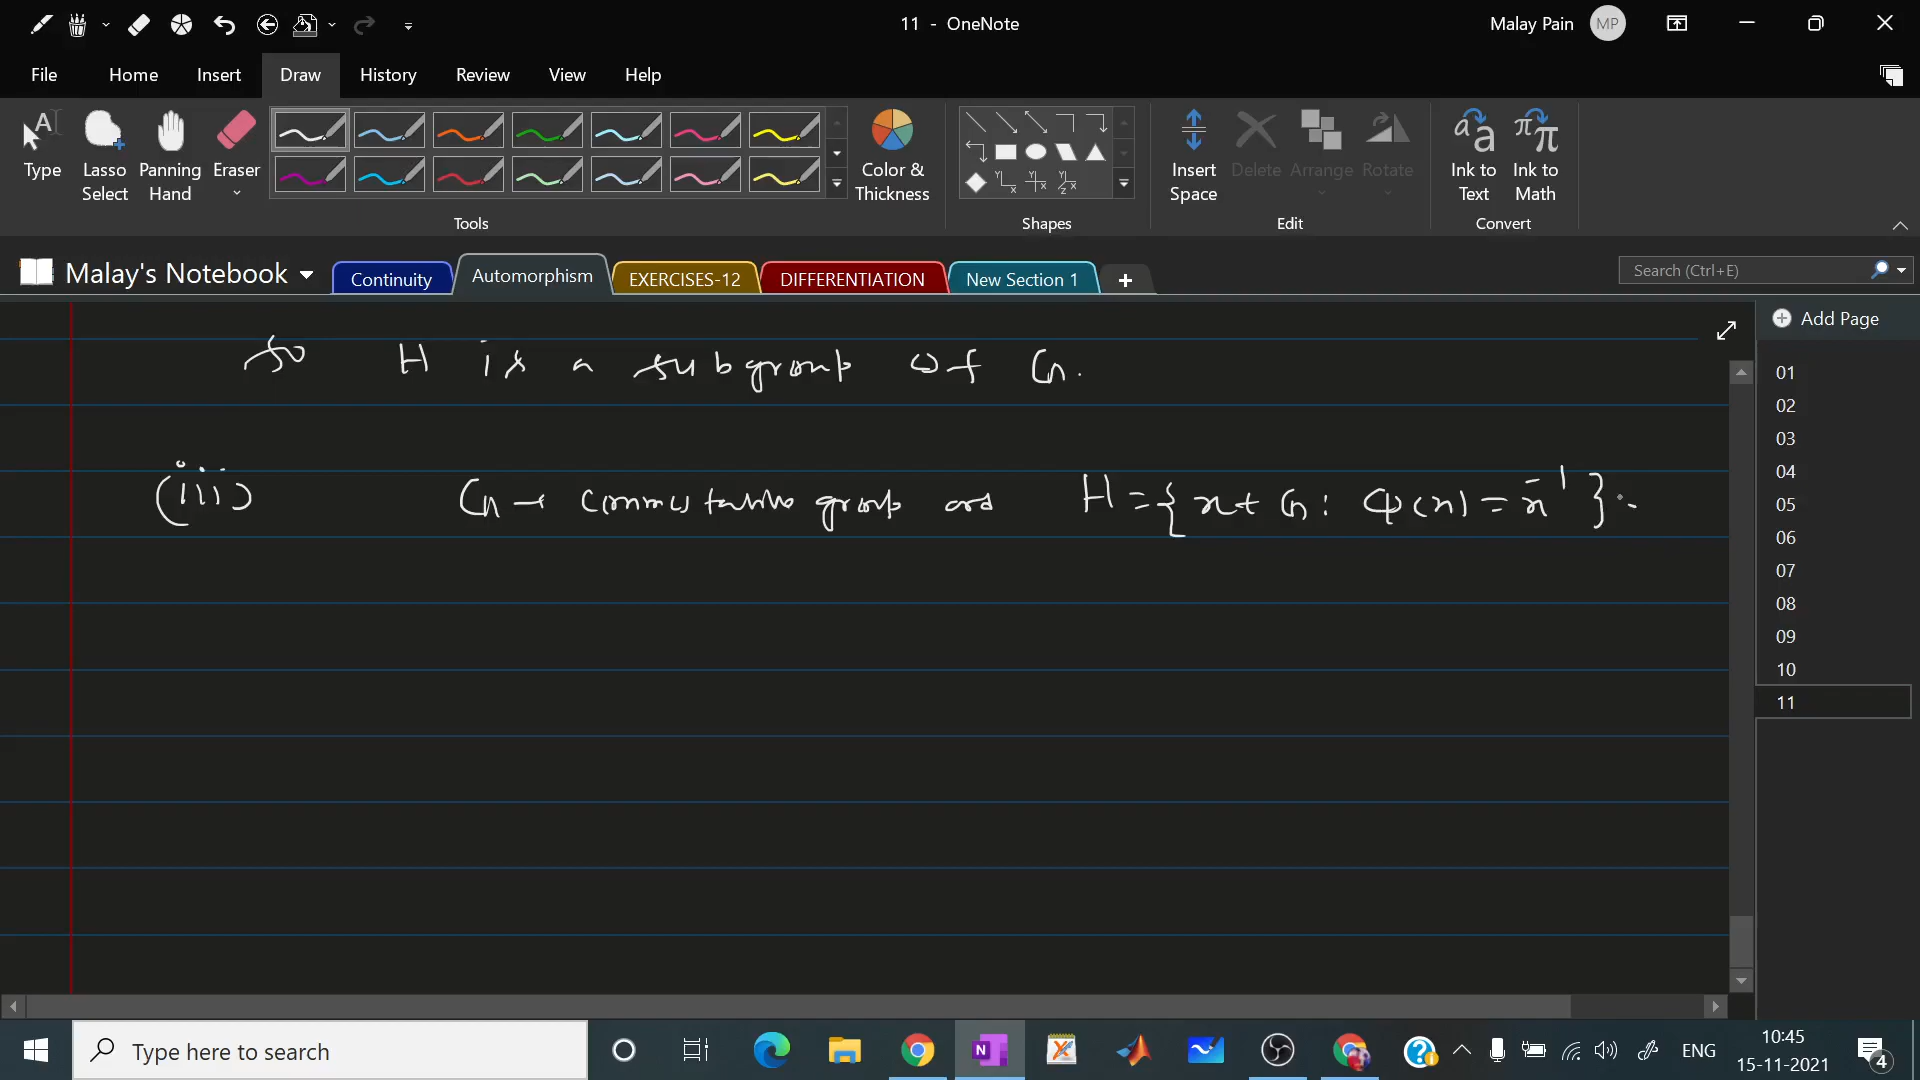 11 - OneNote
Malay Pain MP
File Home Insert Draw History Review View Help
Type Lasso Select Panning Hand Eraser Color & Thickness Insert Space Delete Arrange Rotate Ink to Text Ink to Math
Tools Shapes Edit Convert
Malay's Notebook Continuity Automorphism EXERCISES-12 DIFFERENTIATION New Section 1 + Search (Ctrl+E)
Add Page
01
02
03
04
05
06
07
08
09
10
11
so H is a subgroup of G.
(iii) G → commutative group and H = { x ∈ G : φ(x) = x⁻¹ }
Type here to search
ENG
10:45
15-11-2021
4